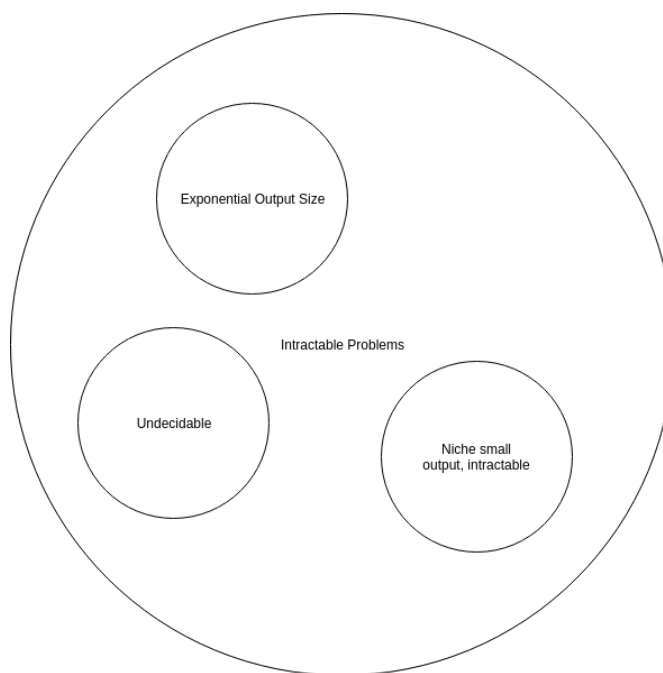 Exponential Output Size
Intractable Problems
Undecidable
Niche small
output, intractable